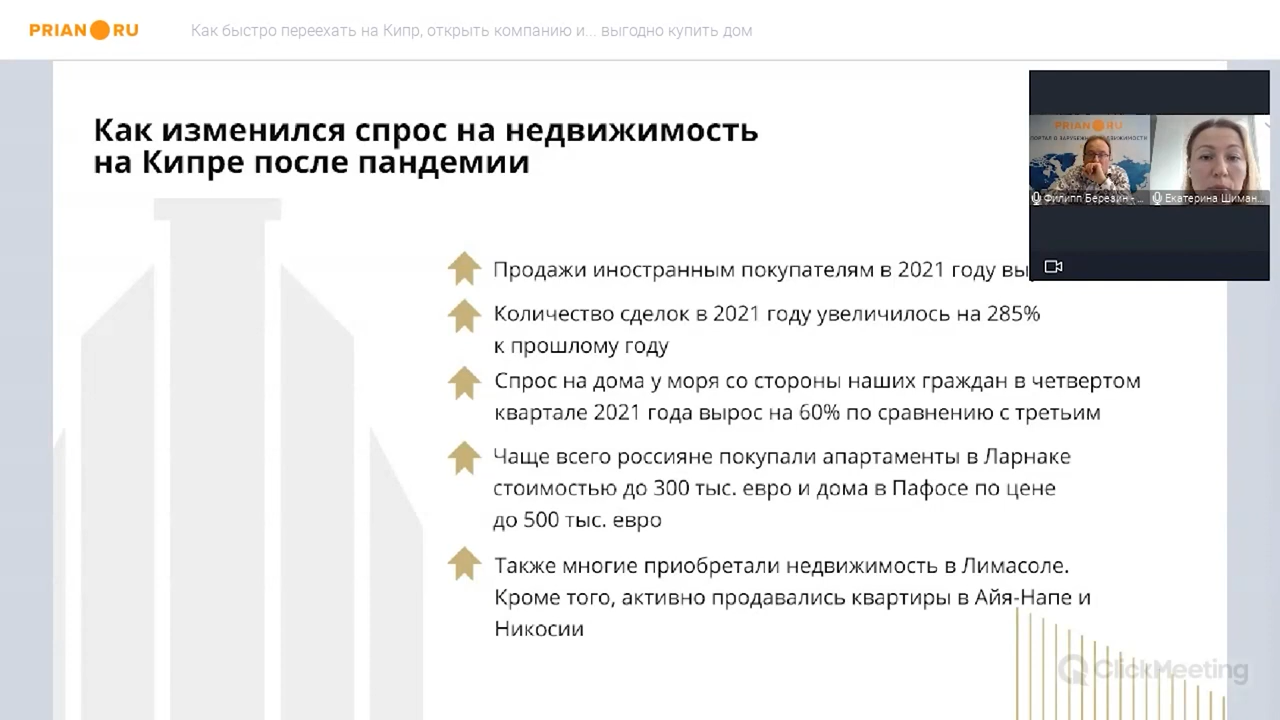 PRIAN RU
Как быстро переехать на Кипр, открыть компанию и... выгодно купить дом
Как изменился спрос на недвижимость
на Кипре после пандемии
PRIAN RU
ПОРТАЛ О ЗАРУБЕЖНОЙ НЕДВИЖИМОСТИ
Филипп Березин - ...
Екатерина Шиман...
Продажи иностранным покупателям в 2021 году
Количество сделок в 2021 году увеличилось на 285%
к прошлому году
Спрос на дома у моря со стороны наших граждан в четвертом
квартале 2021 года вырос на 60% по сравнению с третьим
Чаще всего россияне покупали апартаменты в Ларнаке
стоимостью до 300 тыс. евро и дома в Пафосе по цене
до 500 тыс. евро
Также многие приобретали недвижимость в Лимасоле.
Кроме того, активно продавались квартиры в Айя-Напе и
Никосии
ClickMeeting